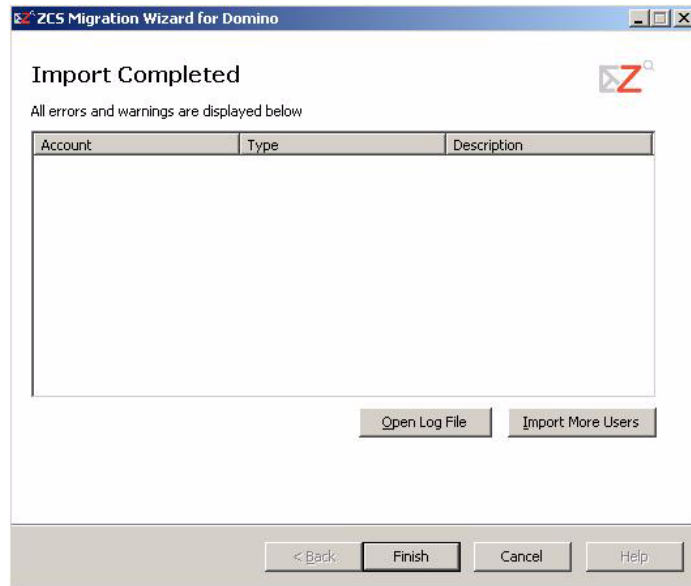 ZCS Migration Wizard for Domino
Import Completed
All errors and warnings are displayed below
Account Type Description
Open Log File Import More Users
< Back Finish Cancel Help